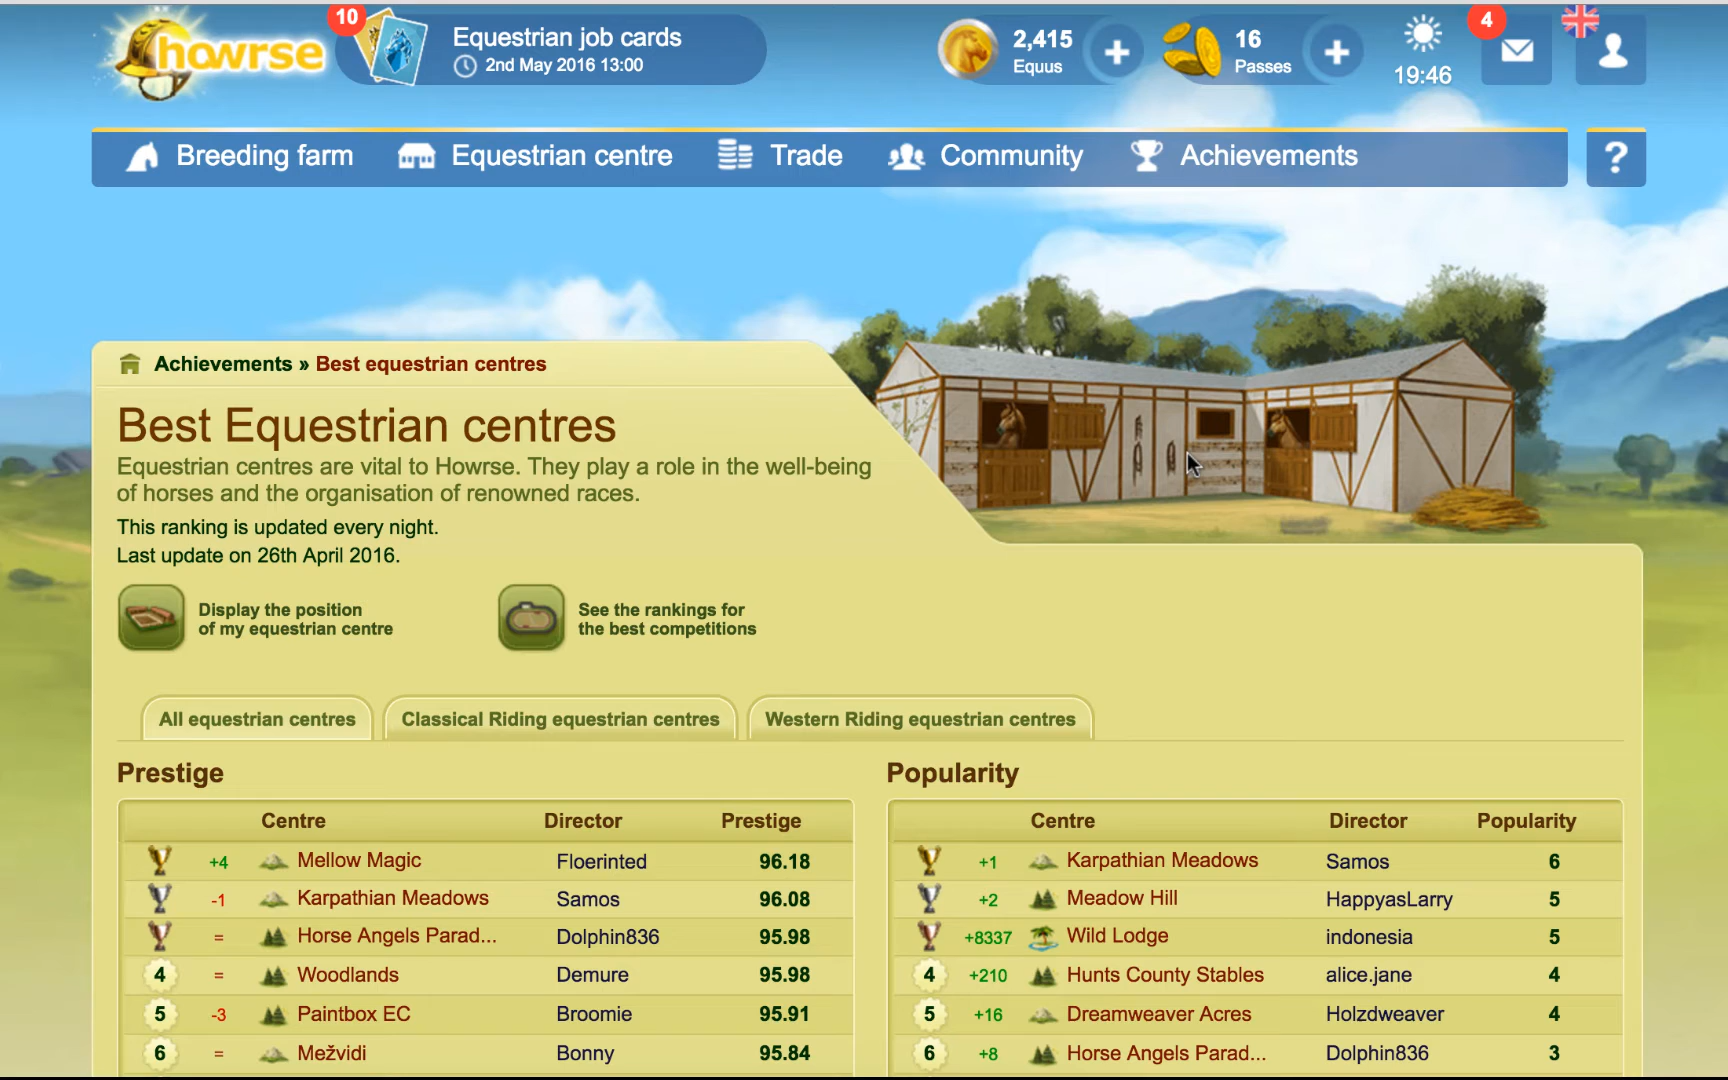 howrse
10
Equestrian job cards
2nd May 2016 13:00
2,415
Equus
16
Passes
19:46
4
Breeding farm
Equestrian centre
Trade
Community
Achievements
?
Achievements » Best equestrian centres
Best Equestrian centres
Equestrian centres are vital to Howrse. They play a role in the well-being
of horses and the organisation of renowned races.
This ranking is updated every night.
Last update on 26th April 2016.
Display the position
of my equestrian centre
See the rankings for
the best competitions
All equestrian centres
Classical Riding equestrian centres
Western Riding equestrian centres
Prestige
Centre Director Prestige
+4 Mellow Magic Floerinted 96.18
-1 Karpathian Meadows Samos 96.08
= Horse Angels Parad... Dolphin836 95.98
4 = Woodlands Demure 95.98
5 -3 Paintbox EC Broomie 95.91
6 = Mežvidi Bonny 95.84
Popularity
Centre Director Popularity
+1 Karpathian Meadows Samos 6
+2 Meadow Hill HappyasLarry 5
+8337 Wild Lodge indonesia 5
4 +210 Hunts County Stables alice.jane 4
5 +16 Dreamweaver Acres Holzdweaver 4
6 +8 Horse Angels Parad... Dolphin836 3